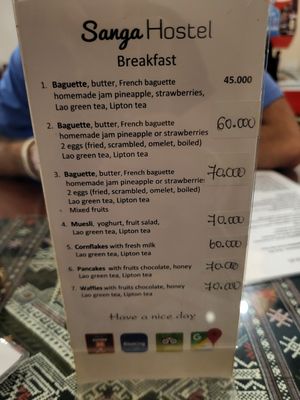 Sanga Hostel
Breakfast
1. Baguette, butter, French baguette 45.000
homemade jam pineapple, strawberries,
Lao green tea, Lipton tea
2. Baguette, butter, French baguette 60.000
homemade jam pineapple or strawberries
2 eggs (fried, scrambled, omelet, boiled)
Lao green tea, Lipton tea
3. Baguette, butter, French baguette 70.000
homemade jam pineapple or strawberries
2 eggs (fried, scrambled, omelet, boiled)
Lao green tea, Lipton tea
- Mixed fruits
4. Muesli, yoghurt, fruit salad, 70.000
Lao green tea, Lipton tea
5. Cornflakes with fresh milk 60.000
Lao green tea, Lipton tea
6. Pancakes with fruits chocolate, honey 70.000
Lao green tea, Lipton tea
7. Waffles with fruits chocolate, honey 70.000
Lao green tea, Lipton tea
Have a nice day